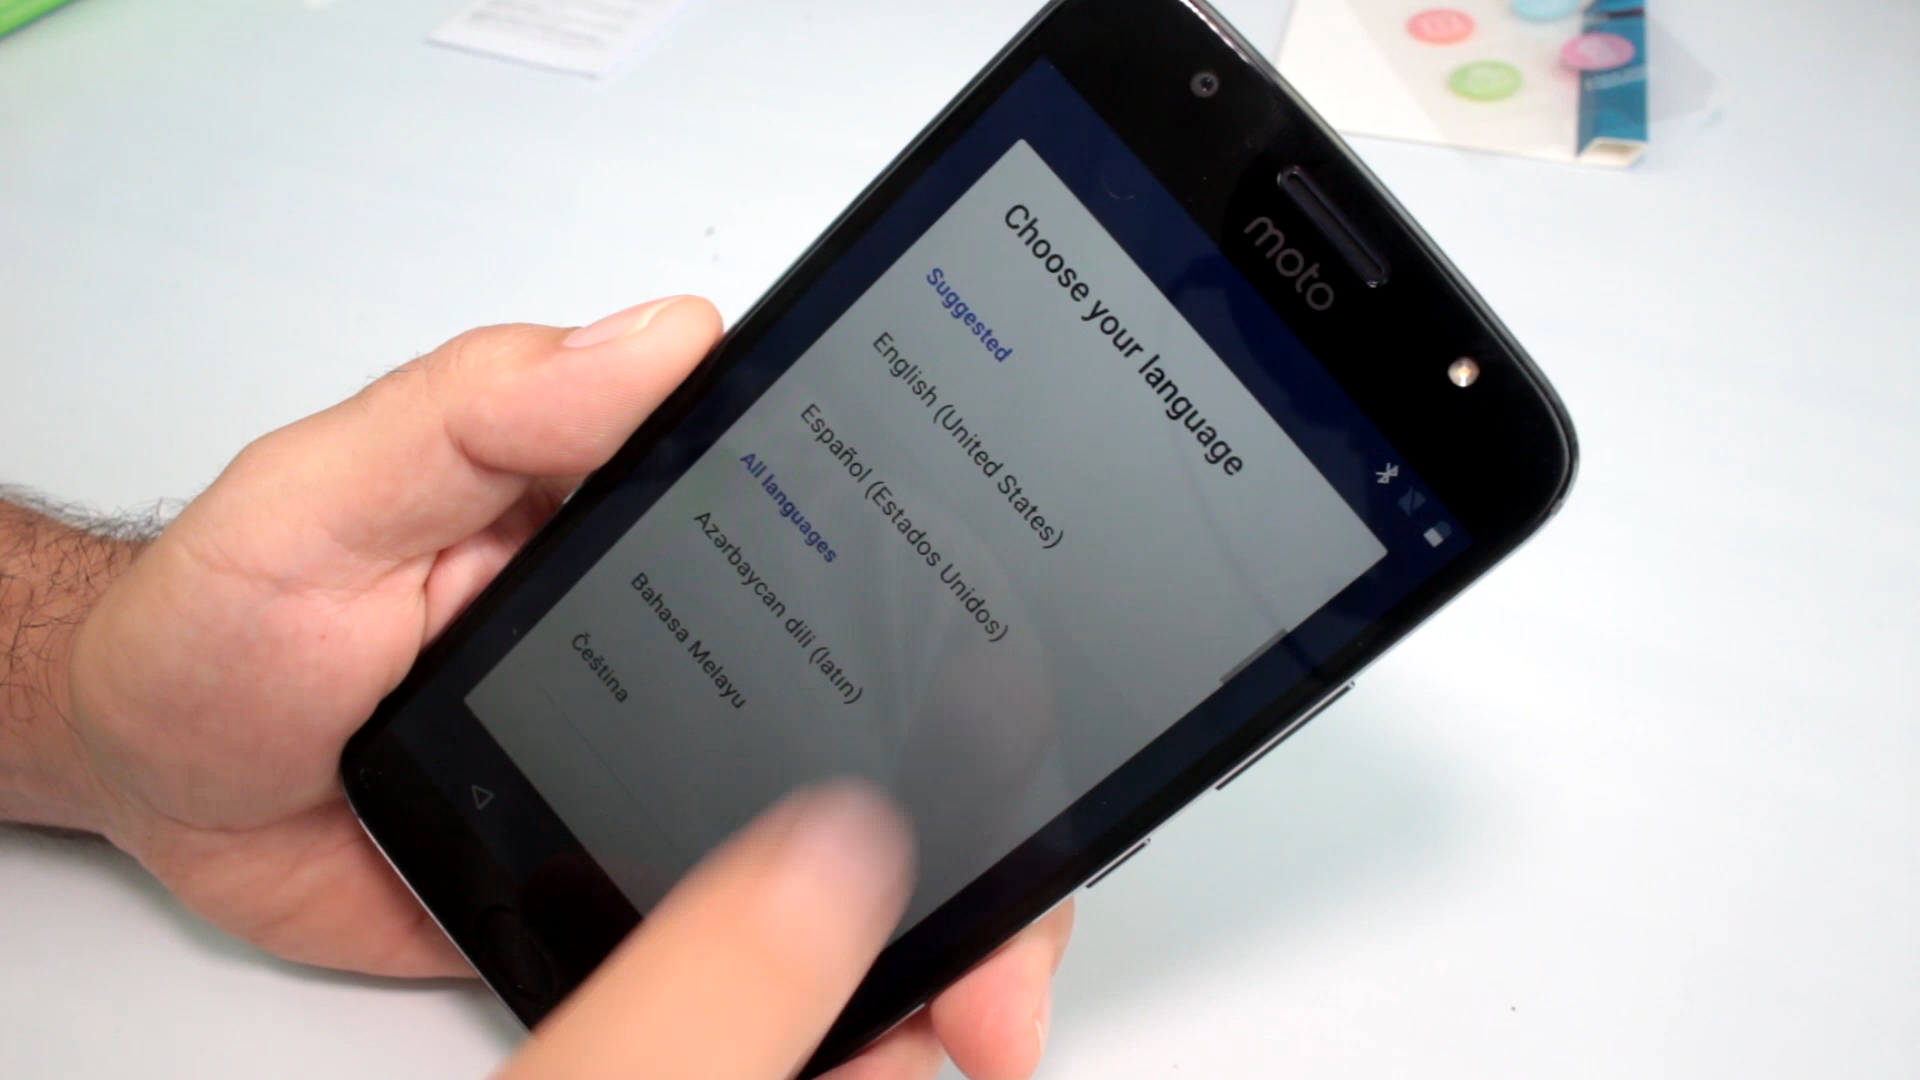 moto
Choose your language
Suggested
English (United States)
Español (Estados Unidos)
All languages
Azərbaycan dili (latın)
Bahasa Melayu
Čeština